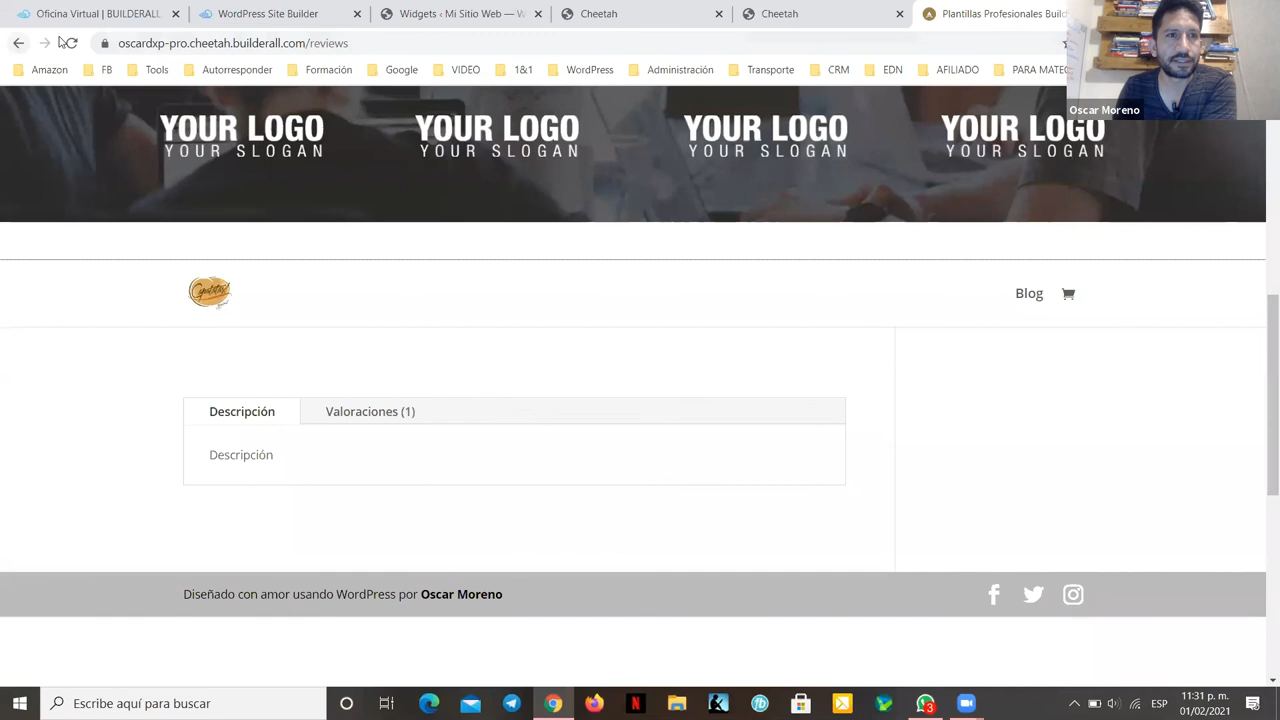 Oficina Virtual | BUILDERALL
WordPress Site Builder
Widgets ‹ Mi Sitio Web — W
Cheetah
Cheetah
Plantillas Profesionales Build
oscardxp-pro.cheetah.builderall.com/reviews
Amazon
FB
Tools
Autorresponder
Formación
Google
VIDEO
S+1
WordPress
Administración
Transporte
CRM
EDN
AFILIADO
PARA MATEO
Oscar Moreno
YOUR LOGO YOUR LOGO YOUR LOGO YOUR LOGO
YOUR SLOGAN YOUR SLOGAN YOUR SLOGAN YOUR SLOGAN
Blog
Descripción
Valoraciones (1)
Descripción
Diseñado con amor usando WordPress por Oscar Moreno
Escribe aquí para buscar
3
ESP
11:31 p. m.
01/02/2021